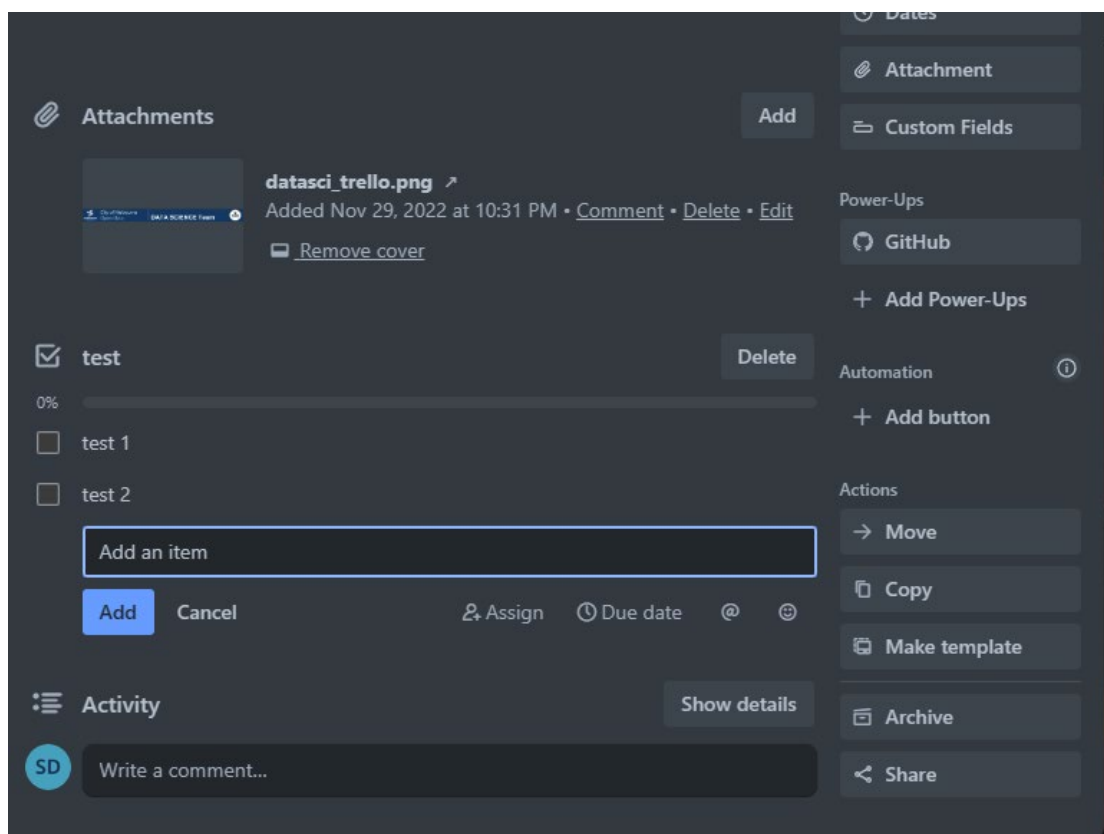 Dates
Attachment
Attachments
Add
Custom Fields
datasci_trello.png
Added Nov 29, 2022 at 10:31 PM • Comment • Delete • Edit
DATA SCIENCE Team
Remove cover
Power-Ups
GitHub
Add Power-Ups
test
Delete
Automation
0%
Add button
test 1
test 2
Actions
Add an item
Move
Add
Cancel
Assign
Due date
@
Copy
Make template
Activity
Show details
Archive
SD
Write a comment...
Share